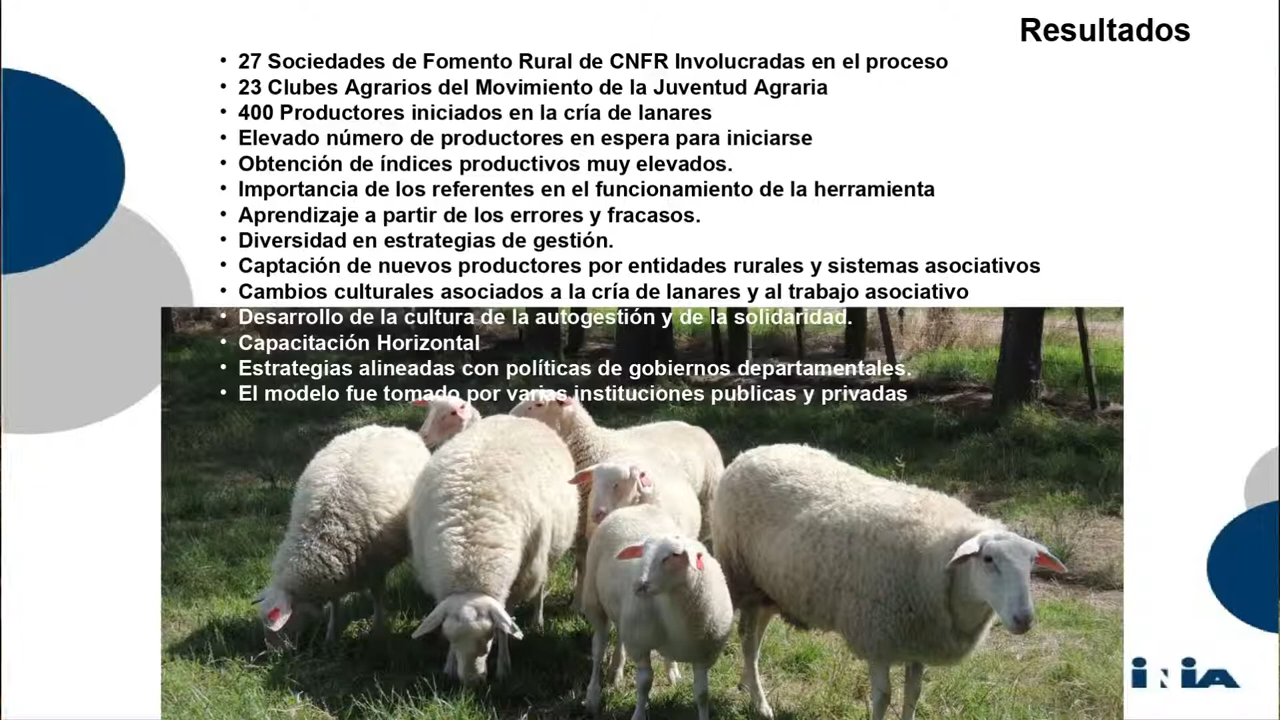 Resultados
• 27 Sociedades de Fomento Rural de CNFR Involucradas en el proceso
• 23 Clubes Agrarios del Movimiento de la Juventud Agraria
• 400 Productores iniciados en la cría de lanares
• Elevado número de productores en espera para iniciarse
• Obtención de índices productivos muy elevados.
• Importancia de los referentes en el funcionamiento de la herramienta
• Aprendizaje a partir de los errores y fracasos.
• Diversidad en estrategias de gestión.
• Captación de nuevos productores por entidades rurales y sistemas asociativos
• Cambios culturales asociados a la cría de lanares y al trabajo asociativo
• Desarrollo de la cultura de la autogestión y de la solidaridad.
• Capacitación Horizontal
• Estrategias alineadas con políticas de gobiernos departamentales.
• El modelo fue tomado por varias instituciones publicas y privadas
iNiA